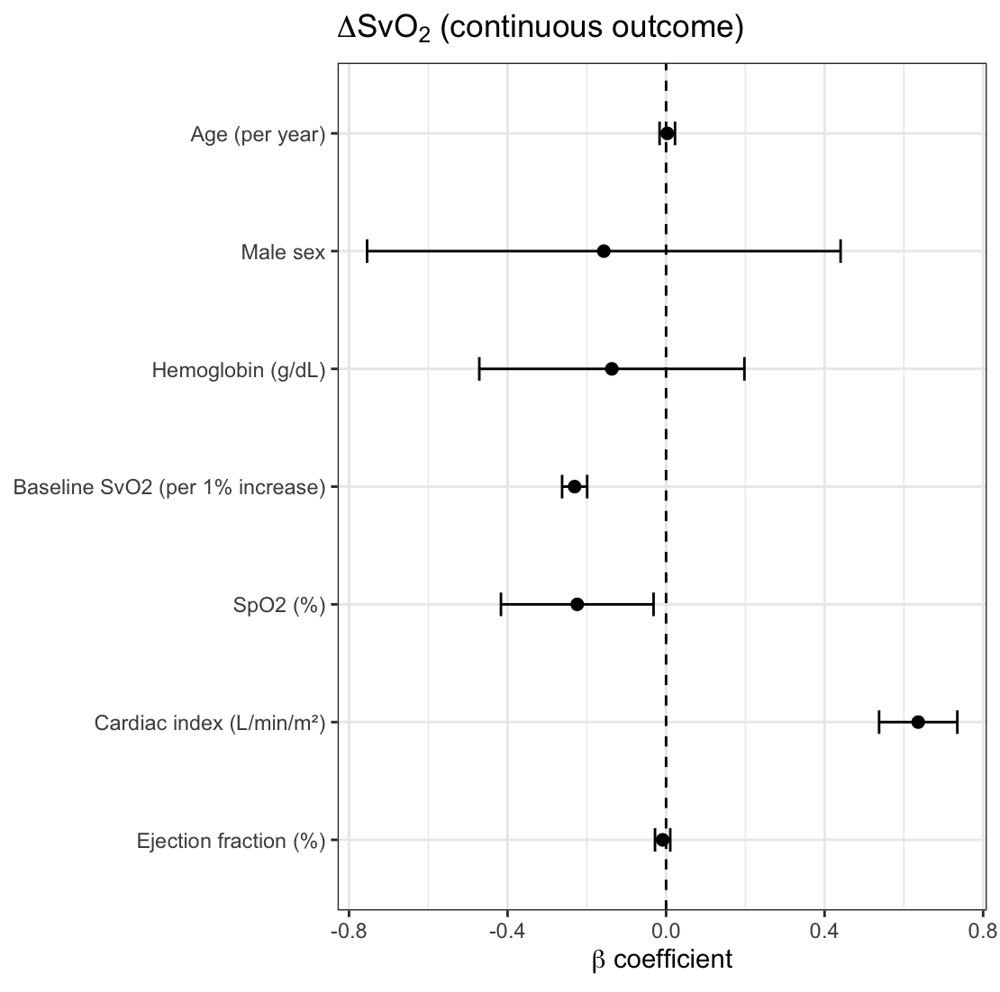 ΔSvO₂ (continuous outcome)
Age (per year)
Male sex
Hemoglobin (g/dL)
Baseline SvO2 (per 1% increase)
SpO2 (%)
Cardiac index (L/min/m²)
Ejection fraction (%)
-0.8 -0.4 0.0 0.4 0.8
β coefficient